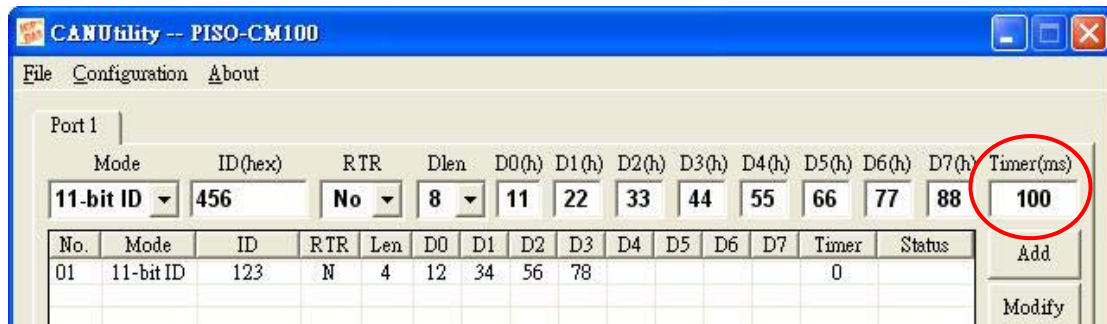 CANUtility -- PISO-CM100
File Configuration About
Port 1
Mode ID(hex) RTR Dlen D0(h) D1(h) D2(h) D3(h) D4(h) D5(h) D6(h) D7(h) Timer(ms)
11-bit ID 456 No 8 11 22 33 44 55 66 77 88 100
No. Mode ID RTR Len D0 D1 D2 D3 D4 D5 D6 D7 Timer Status Add
01 11-bit ID 123 N 4 12 34 56 78 0
Modify